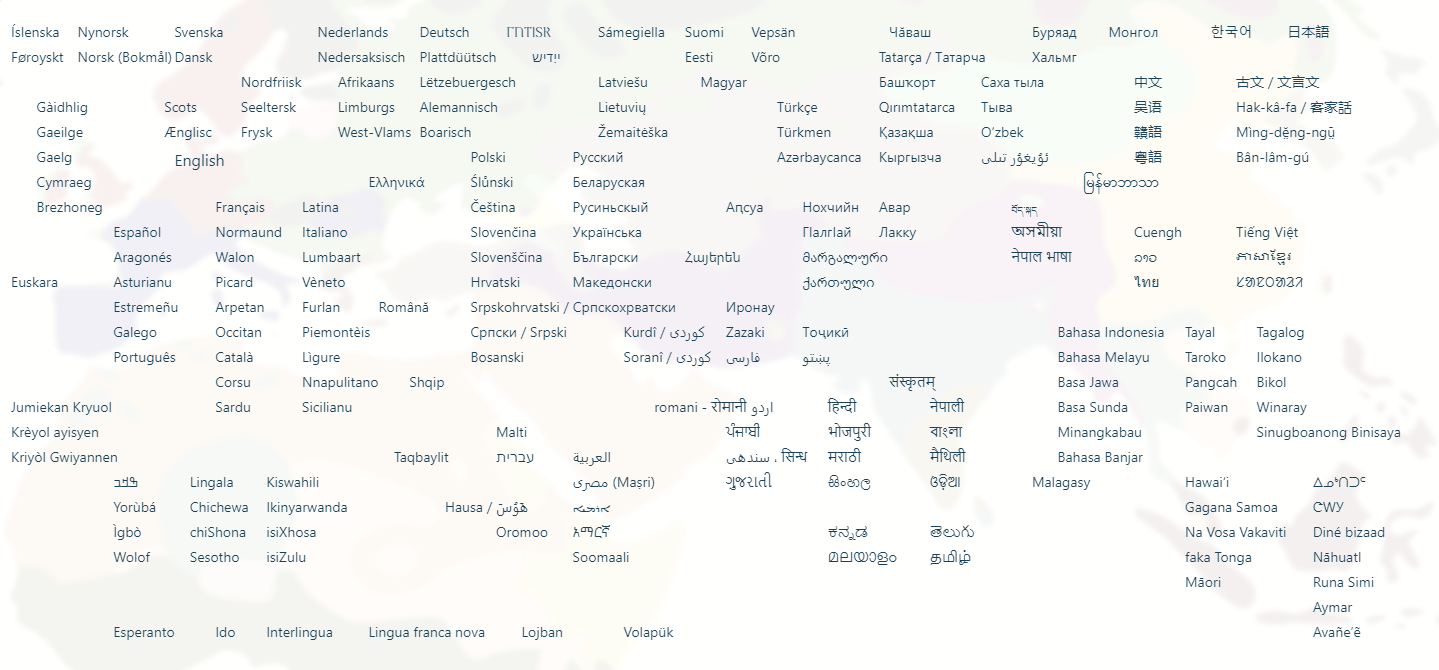 Íslenska Nynorsk Svenska Nederlands Deutsch Sámegiella Suomi Vepsän Чӑваш Буряад Монгол 한국어 日本語
Føroyskt Norsk (Bokmål) Dansk Nedersaksisch Plattdüütsch ייִדיש Eesti Võro Tatarça / Татарча Хальмг
Nordfriisk Afrikaans Lëtzebuergesch Latviešu Magyar Башҡорт Саха тыла 中文 古文 / 文言文
Gàidhlig Scots Seeltersk Limburgs Alemannisch Lietuvių Türkçe Qırımtatarca Тыва 吴语 Hak-kâ-fa / 客家話
Gaeilge Ænglisc Frysk West-Vlams Boarisch Žemaitėška Türkmen Қазақша Oʻzbek 贛語 Mìng-dĕ̤ng-ngṳ̄
Gaelg English Polski Русский Azərbaycanca Кыргызча ئۇيغۇر تىلى 粵語 Bân-lâm-gú
Cymraeg Ελληνικά Ślůnski Беларуская မြန်မာဘာသာ
Brezhoneg Français Latina Čeština Русиньскый Аҧсуа Нохчийн Авар བོད་སྐད
Español Normaund Italiano Slovenčina Українська ГӀалгӀай Лакку অসমীয়া Cuengh Tiếng Việt
Aragonés Walon Lumbaart Slovenščina Български Հայերեն მარგალური नेपाल भाषा ລາວ ភាសាខ្មែរ
Euskara Asturianu Picard Vèneto Hrvatski Македонски ქართული ไทย
Estremeñu Arpetan Furlan Română Srpskohrvatski / Српскохрватски Иронау
Galego Occitan Piemontèis Српски / Srpski Kurdî / كوردی Zazaki Тоҷикӣ Bahasa Indonesia Tayal Tagalog
Português Català Lìgure Bosanski Soranî / کوردی فارسی پښتو Bahasa Melayu Taroko Ilokano
Corsu Nnapulitano Shqip संस्कृतम् Basa Jawa Pangcah Bikol
Jumiekan Kryuol Sardu Sicilianu romani - रोमानी اردو हिन्दी नेपाली Basa Sunda Paiwan Winaray
Krèyol ayisyen Malti ਪੰਜਾਬੀ भोजपुरी বাংলা Minangkabau Sinugboanong Binisaya
Kriyòl Gwiyannen Taqbaylit עברית العربية سندھی ، सिन्ध मराठी मैथिली Bahasa Banjar
Lingala Kiswahili مصرى (Maṣri) ગુજરાતી සිංහල ଓଡ଼ିଆ Malagasy Hawai‘i ᐃᓄᒃᑎᑐᑦ
Yorùbá Chichewa Ikinyarwanda Hausa / هَوُسَ ᏣᎳᎩ Gagana Samoa
Ìgbò chiShona isiXhosa Oromoo አማርኛ ಕನ್ನಡ తెలుగు Na Vosa Vakaviti Diné bizaad
Wolof Sesotho isiZulu Soomaali മലയാളം தமிழ் faka Tonga Nāhuatl
Māori Runa Simi
Aymar
Esperanto Ido Interlingua Lingua franca nova Lojban Volapük Avañe’ẽ